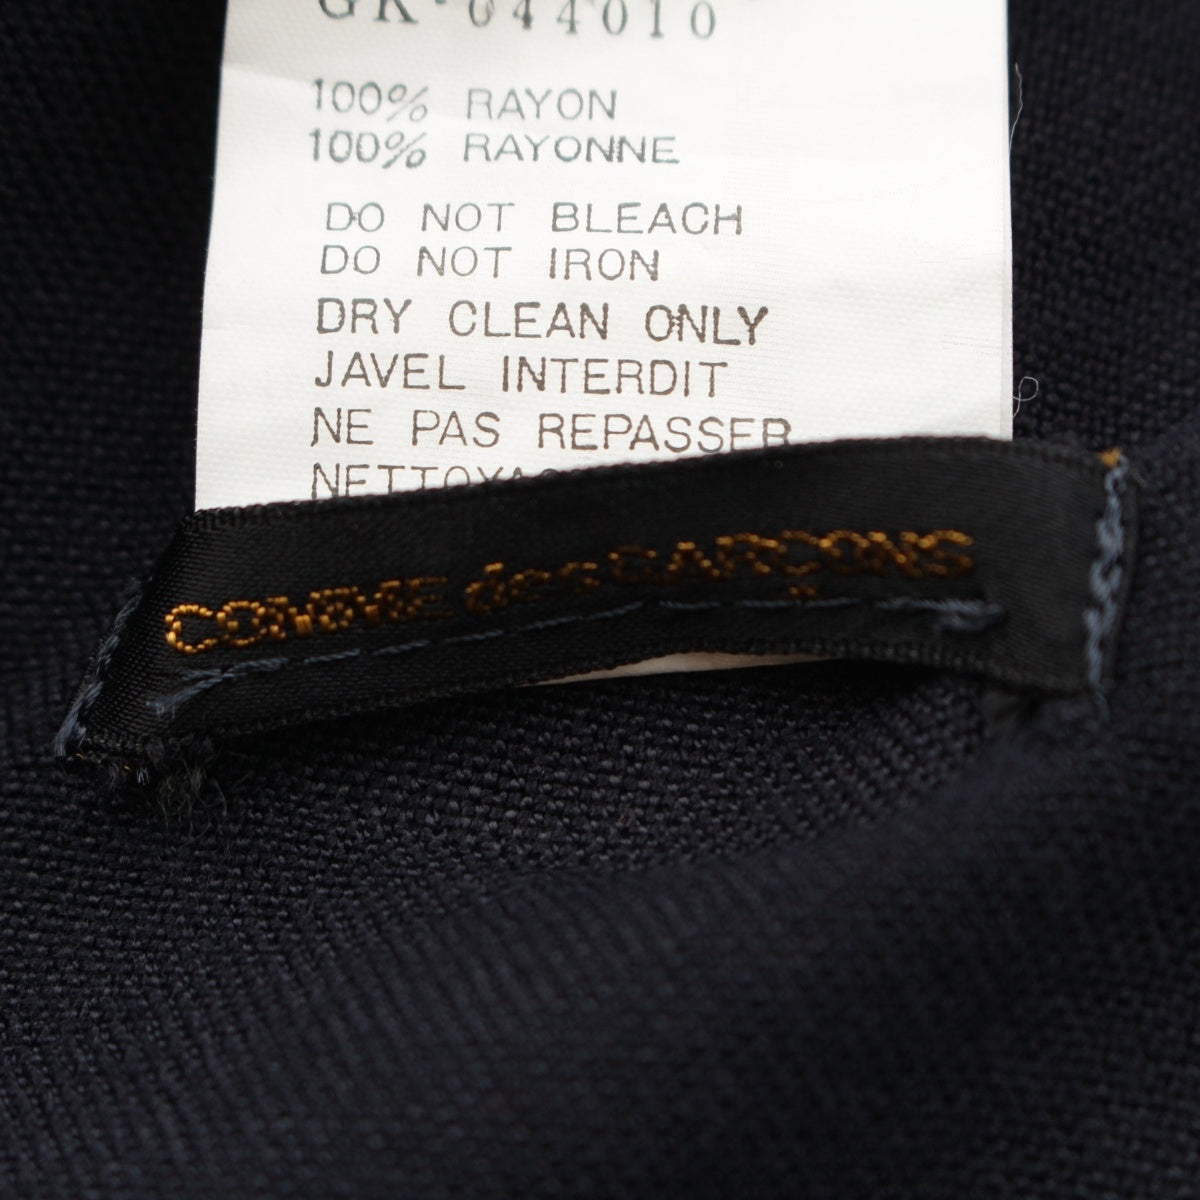 GK-044010
100% RAYON
100% RAYONNE
DO NOT BLEACH
DO NOT IRON
DRY CLEAN ONLY
JAVEL INTERDIT
NE PAS REPASSER
COMME des GARÇONS